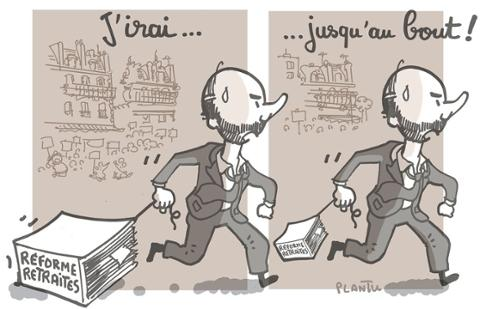 J'irai...
...jusqu'au bout!
RÉFORME
RETRAITES
RÉFORME
RETRAITES
PLANTU